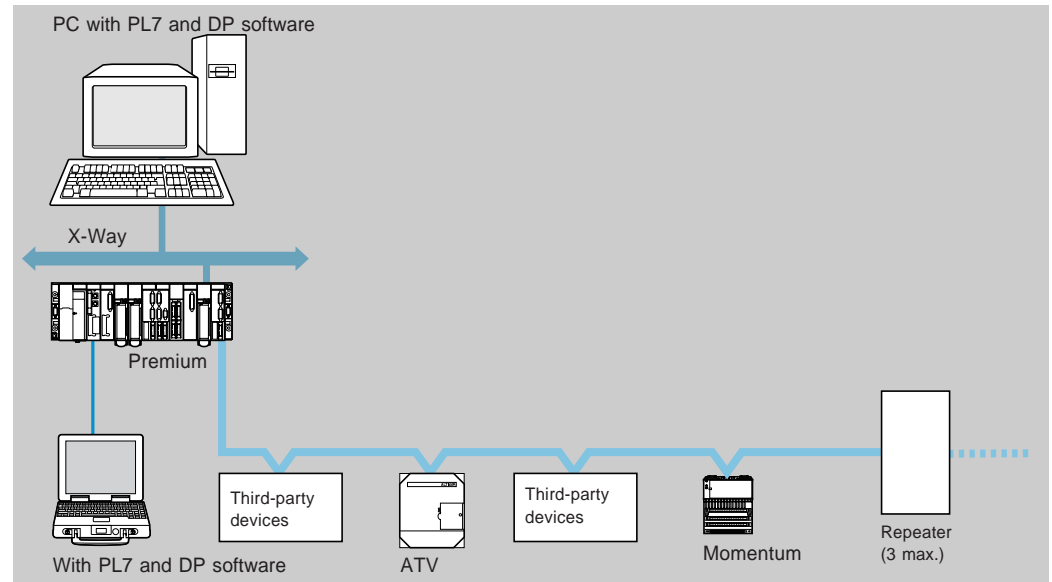 PC with PL7 and DP software
X-Way
Premium
Third-party
devices
Third-party
devices
Repeater
(3 max.)
With PL7 and DP software
ATV
Momentum